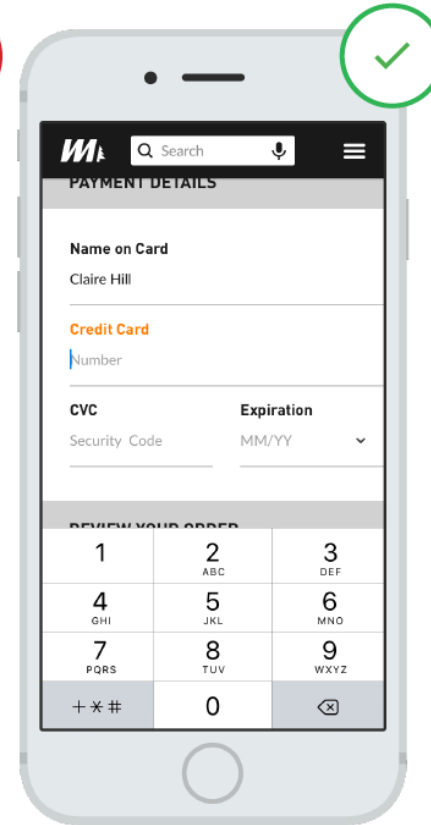 M
Search
PAYMENT DETAILS
Name on Card
Claire Hill
Credit Card
Number
CVC Expiration
Security Code MM/YY
REVIEW YOUR ORDER
1 2 3
ABC DEF
4 5 6
GHI JKL MNO
7 8 9
PQRS TUV WXYZ
+*# 0